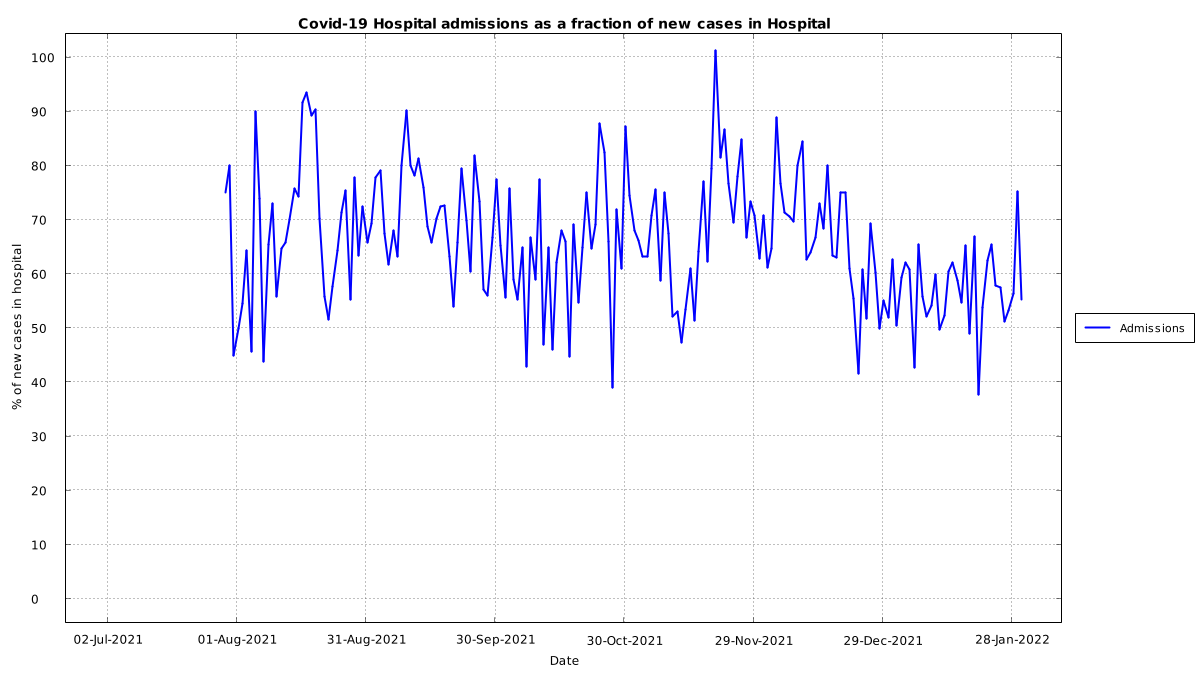 Covid-19 Hospital admissions as a fraction of new cases in Hospital
100
90
80
70
60
50
40
30
20
10
0
% of new cases in hospital
02-Jul-2021
01-Aug-2021
31-Aug-2021
30-Sep-2021
30-Oct-2021
29-Nov-2021
29-Dec-2021
28-Jan-2022
Date
Admissions